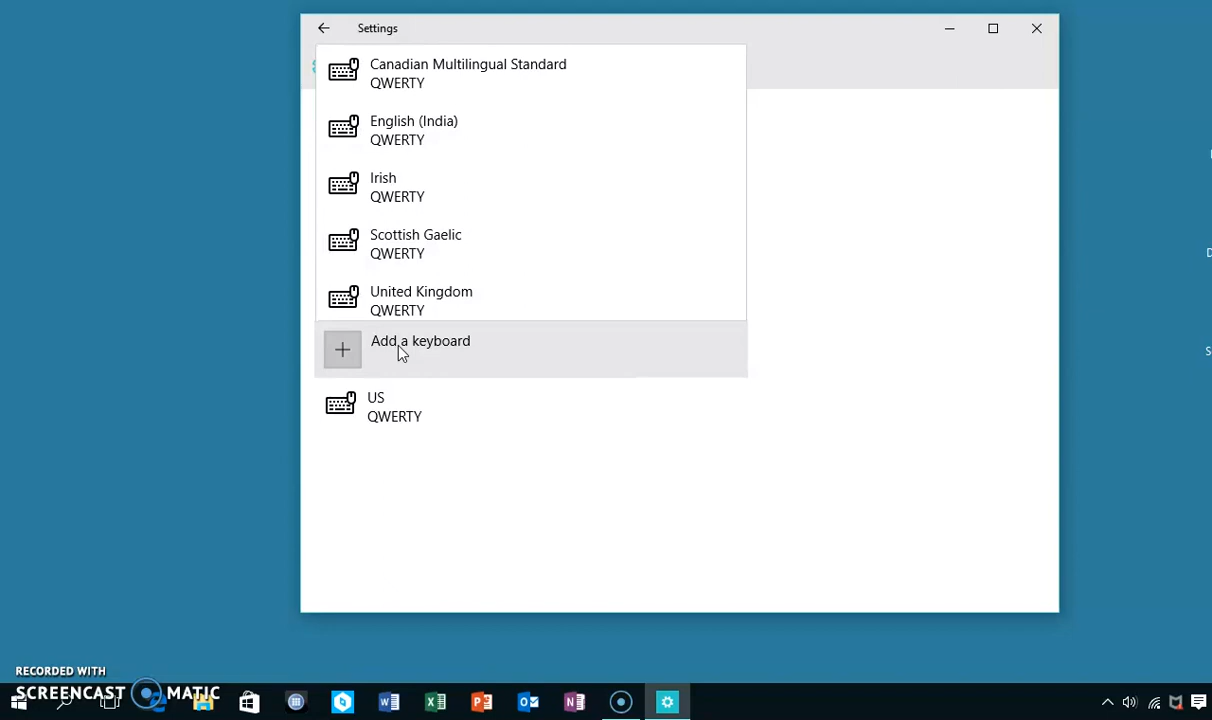 Settings
Canadian Multilingual Standard
QWERTY
English (India)
QWERTY
Irish
QWERTY
Scottish Gaelic
QWERTY
United Kingdom
QWERTY
Add a keyboard
US
QWERTY
RECORDED WITH
SCREENCAST MATIC